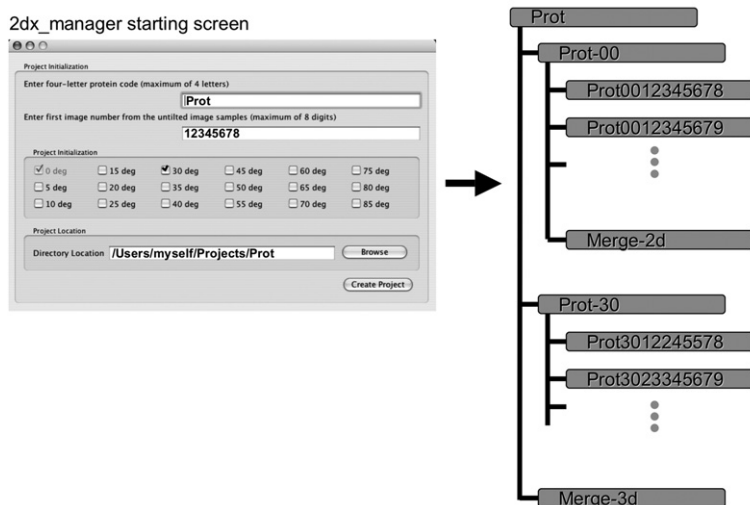 2dx_manager starting screen
Project Initialization
Enter four-letter protein code (maximum of 4 letters)
Prot
Enter first image number from the untilted image samples (maximum of 8 digits)
12345678
Project Initialization
0 deg 15 deg 30 deg 45 deg 60 deg 75 deg
5 deg 20 deg 35 deg 50 deg 65 deg 80 deg
10 deg 25 deg 40 deg 55 deg 70 deg 85 deg
Project Location
Directory Location /Users/myself/Projects/Prot Browse
Create Project
Prot
Prot-00
Prot0012345678
Prot0012345679
Merge-2d
Prot-30
Prot3012245578
Prot3023345679
Merge-3d